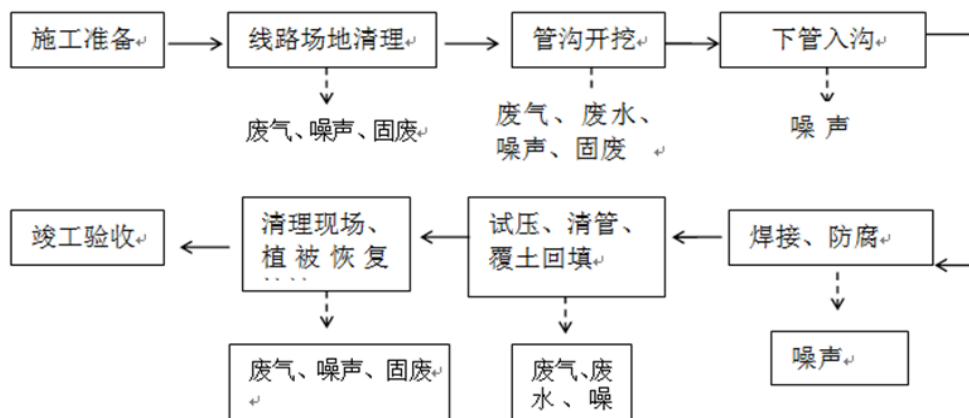 施工准备
线路场地清理
管沟开挖
下管入沟
废气、噪声、固废
废气、废水、
噪声、固废
噪声
竣工验收
清理现场、
植被恢复
试压、清管、
覆土回填
焊接、防腐
废气、噪声、固废
废气、废
水、噪
噪声